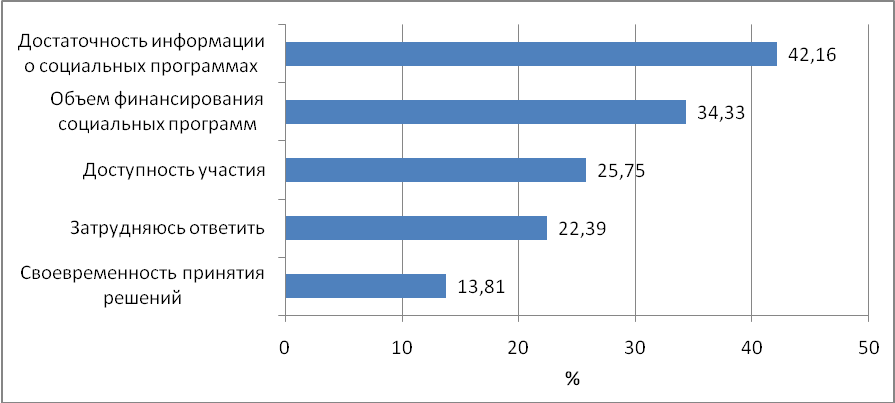 Достаточность информации
о социальных программах
42,16
Объем финансирования
социальных программ
34,33
Доступность участия
25,75
Затрудняюсь ответить
22,39
Своевременность принятия
решений
13,81
0 10 20 30 40 50
%